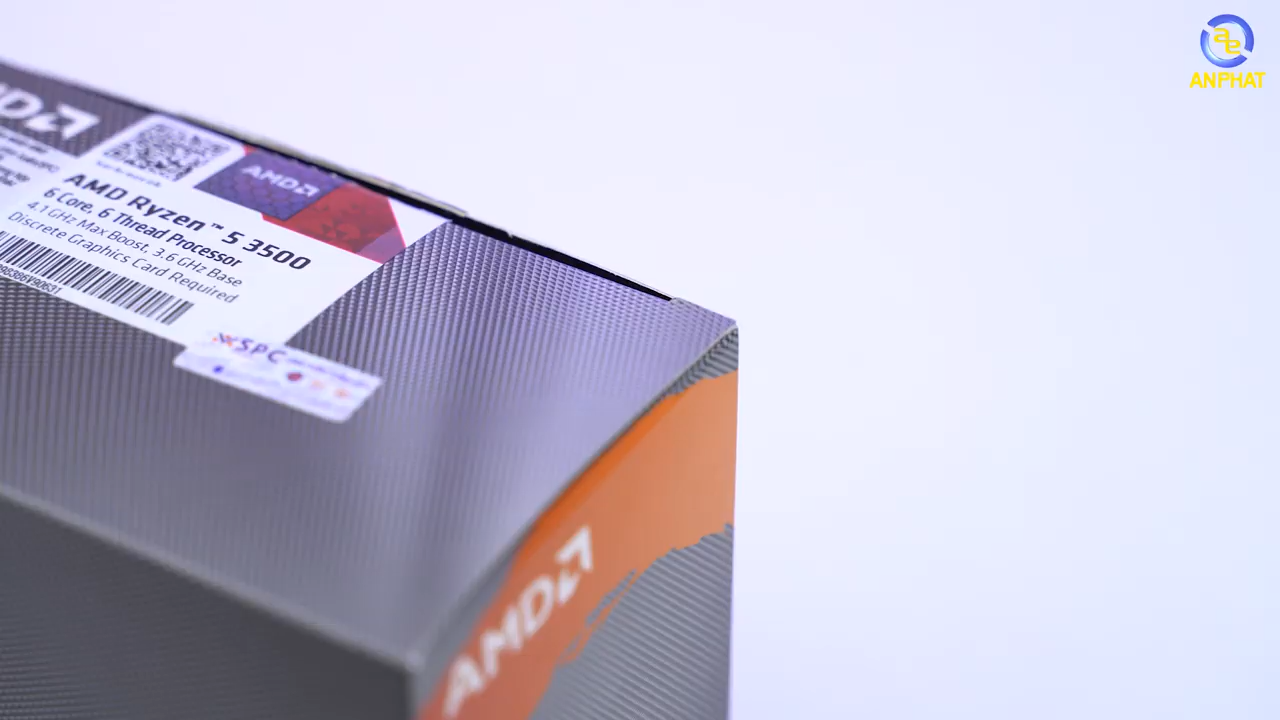 ae
ANPHAT
AMD
AMD Ryzen™ 5 3500
6 Core, 6 Thread Processor
4.1 GHz Max Boost, 3.6 GHz Base
Discrete Graphics Card Required
SPC
AMD